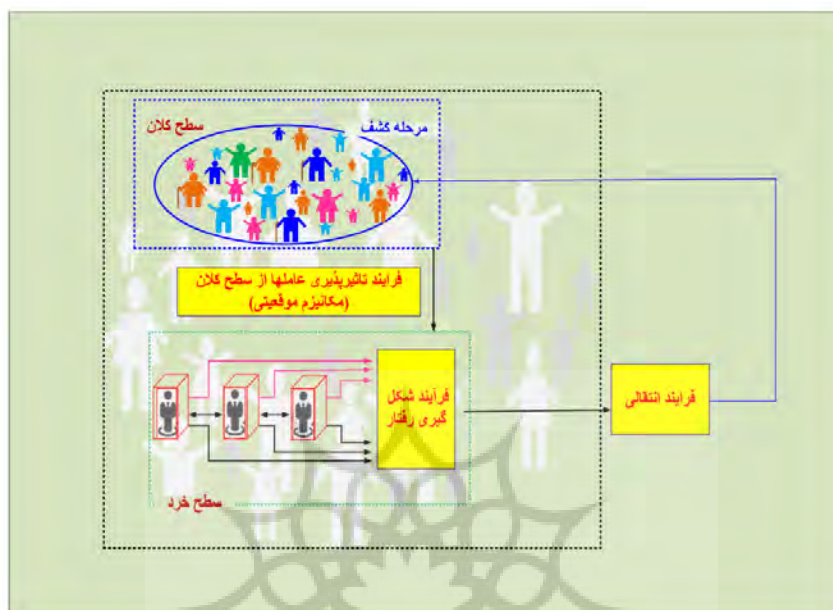 مرحله کشف
سطح کلان
فرایند تاثیرپذیری عاملها از سطح کلان
(مکانیزم موقعیتی)
فرآیند شکل
گیری رفتار
فرایند انتقالی
سطح خرد